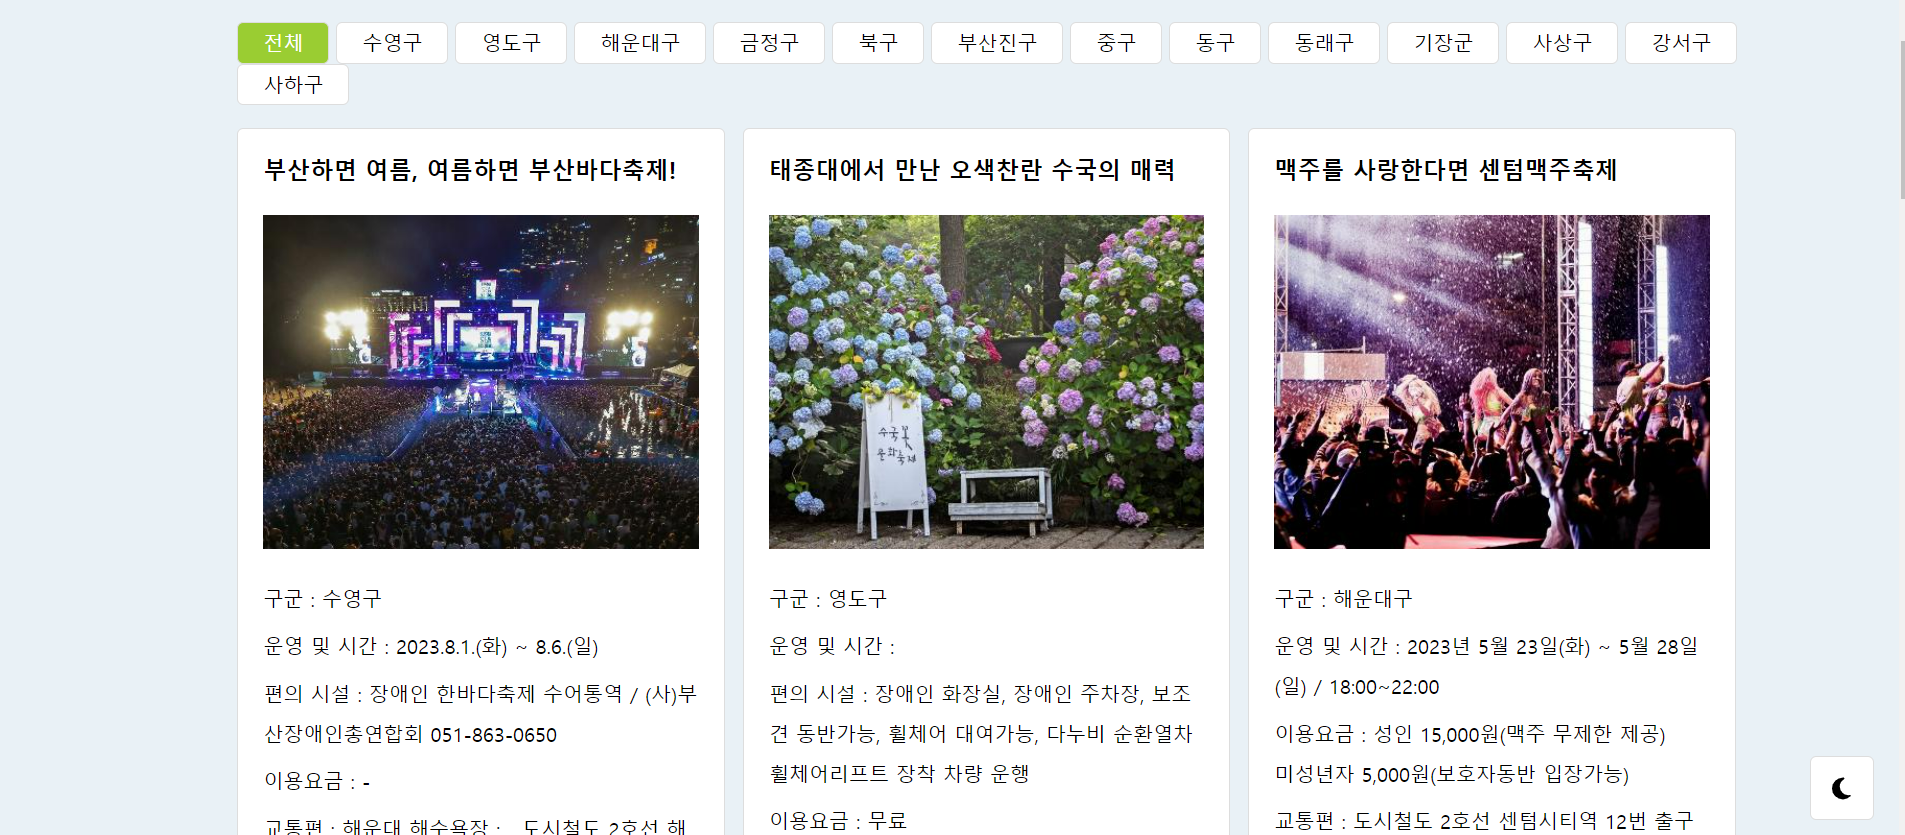 전체
수영구
영도구
해운대구
금정구
북구
부산진구
중구
동구
동래구
기장군
사상구
강서구
사하구
부산하면 여름, 여름하면 부산바다축제!
구군 : 수영구
운영 및 시간 : 2023.8.1.(화) ~ 8.6.(일)
편의 시설 : 장애인 한바다축제 수어통역 / (사)부
산장애인총연합회 051-863-0650
이용요금 : -
교통편 : 해운대 해수욕장 : 도시철도 2호선 해
태종대에서 만난 오색찬란 수국의 매력
수국꽃
문화축제
구군 : 영도구
운영 및 시간 :
편의 시설 : 장애인 화장실, 장애인 주차장, 보조
견 동반가능, 휠체어 대여가능, 다누비 순환열차
휠체어리프트 장착 차량 운행
이용요금 : 무료
맥주를 사랑한다면 센텀맥주축제
구군 : 해운대구
운영 및 시간 : 2023년 5월 23일(화) ~ 5월 28일
(일) / 18:00~22:00
이용요금 : 성인 15,000원(맥주 무제한 제공)
미성년자 5,000원(보호자동반 입장가능)
교통편 : 도시철도 2호선 센텀시티역 12번 출구